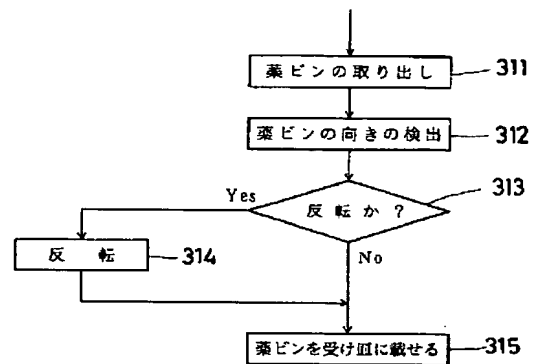 薬ビンの取り出し 311
薬ビンの向きの検出 312
反転か? 313
Yes
反転 314
No
薬ビンを受け皿に載せる 315